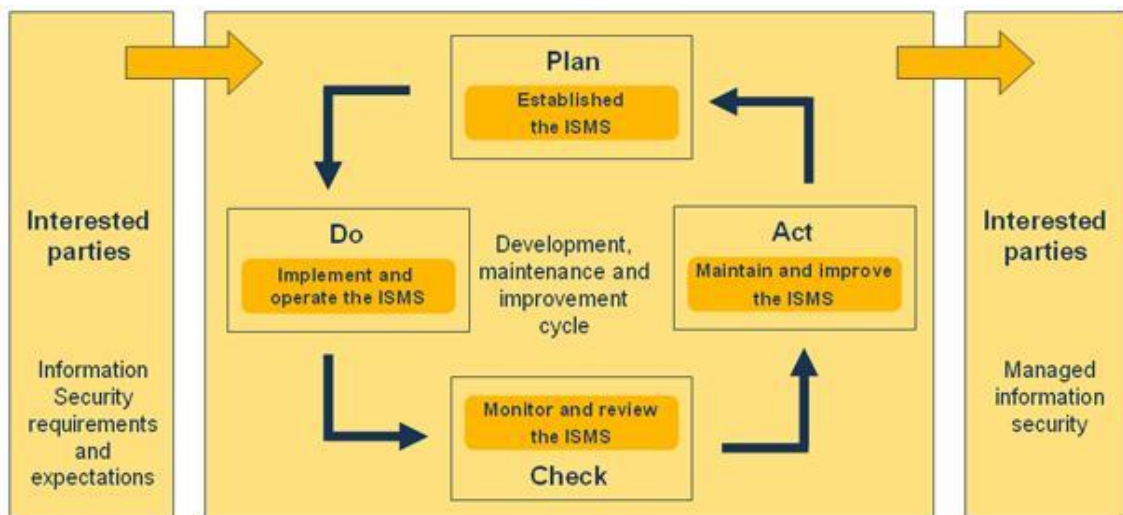 Interested
parties
Information
Security
requirements
and
expectations
Plan
Established
the ISMS
Do
Implement and
operate the ISMS
Development,
maintenance and
improvement
cycle
Act
Maintain and improve
the ISMS
Monitor and review
the ISMS
Check
Interested
parties
Managed
information
security